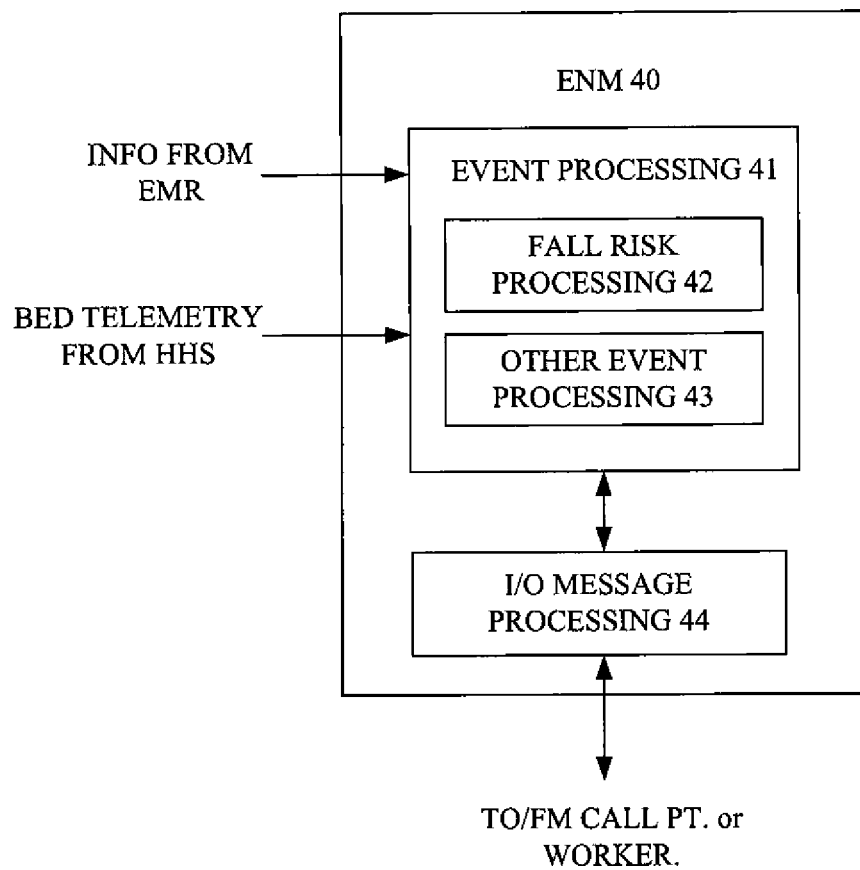 ENM 40
INFO FROM
EMR
EVENT PROCESSING 41
FALL RISK
PROCESSING 42
BED TELEMETRY
FROM HHS
OTHER EVENT
PROCESSING 43
I/O MESSAGE
PROCESSING 44
TO/FM CALL PT. or
WORKER.